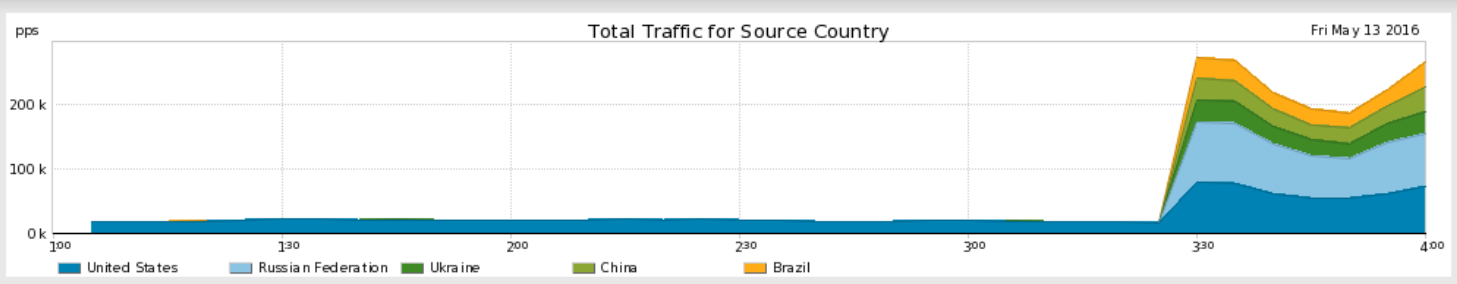 pps Total Traffic for Source Country Fri May 13 2016
200 k
100 k
0 k
1:00 1:30 2:00 2:30 3:00 3:30 4:00
United States Russian Federation Ukraine China Brazil